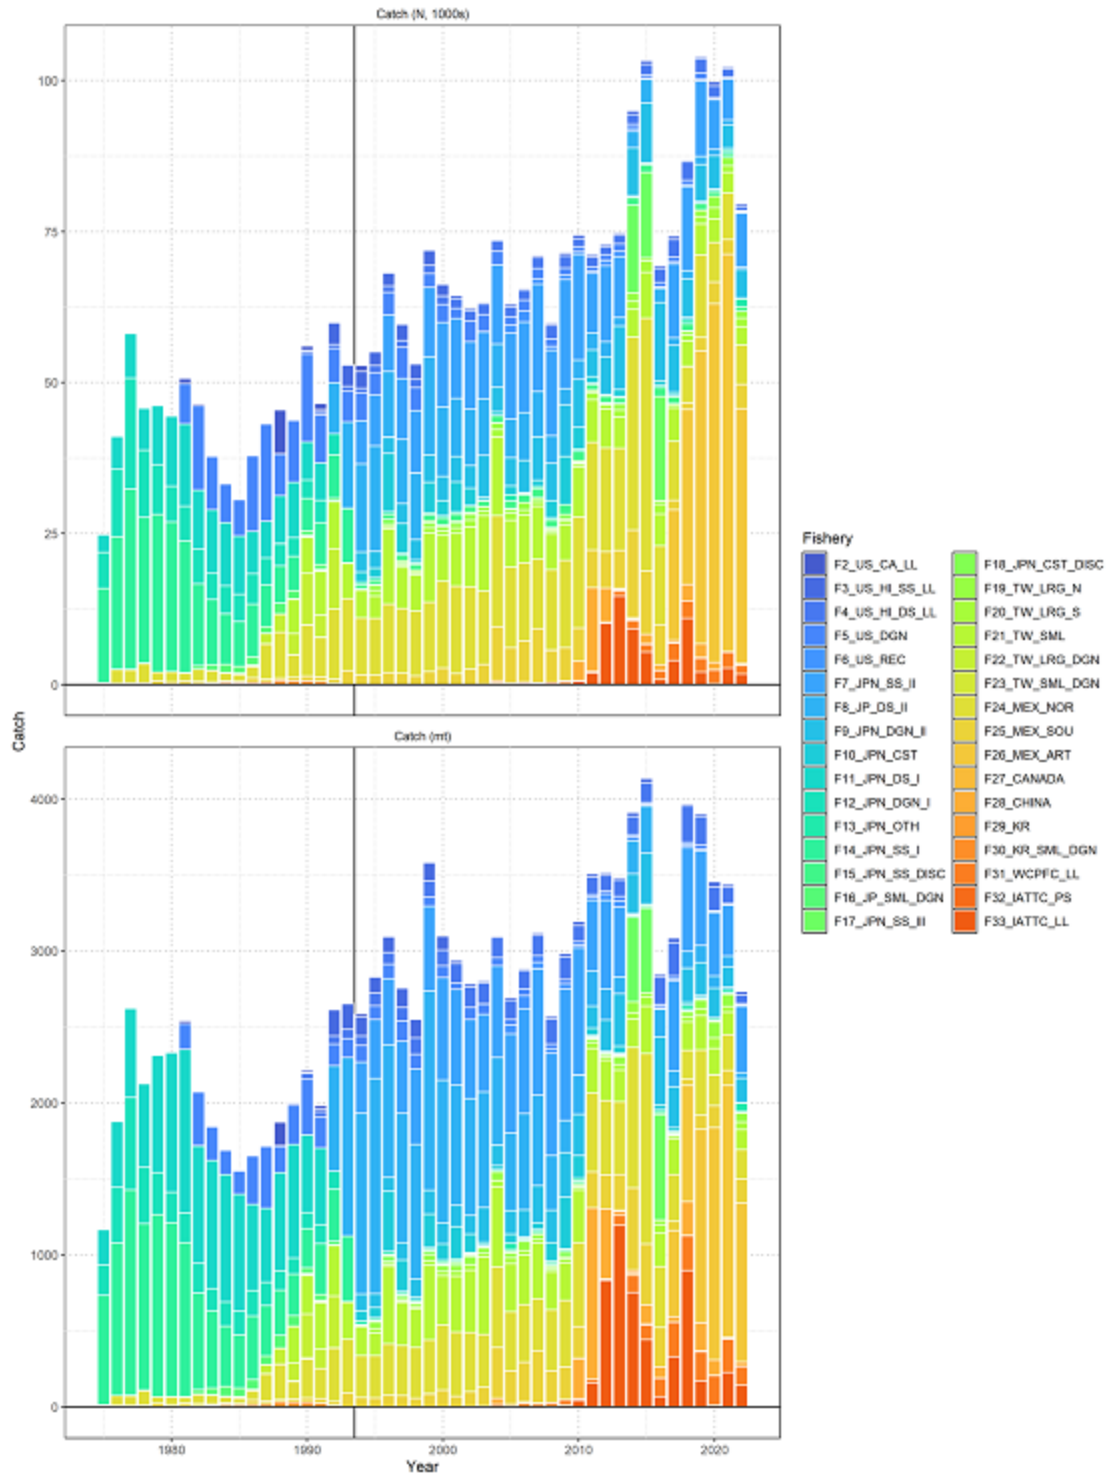 Catch (N, 1000s)
100
75
50
25
0
Catch (mt)
4000
3000
2000
1000
0
1980
1990
2000
2010
2020
Year
Catch
Fishery
F2_US_CA_LL
F3_US_HI_SS_LL
F4_US_HI_DS_LL
F5_US_DGN
F6_US_REC
F7_JPN_SS_II
F8_JP_DS_II
F9_JPN_DGN_II
F10_JPN_CST
F11_JPN_DS_I
F12_JPN_DGN_I
F13_JPN_OTH
F14_JPN_SS_I
F15_JPN_SS_DISC
F16_JP_SML_DGN
F17_JPN_SS_III
F18_JPN_CST_DISC
F19_TW_LRG_N
F20_TW_LRG_S
F21_TW_SML
F22_TW_LRG_DGN
F23_TW_SML_DGN
F24_MEX_NOR
F25_MEX_SOU
F26_MEX_ART
F27_CANADA
F28_CHINA
F29_KR
F30_KR_SML_DGN
F31_WCPFC_LL
F32_IATTC_PS
F33_IATTC_LL